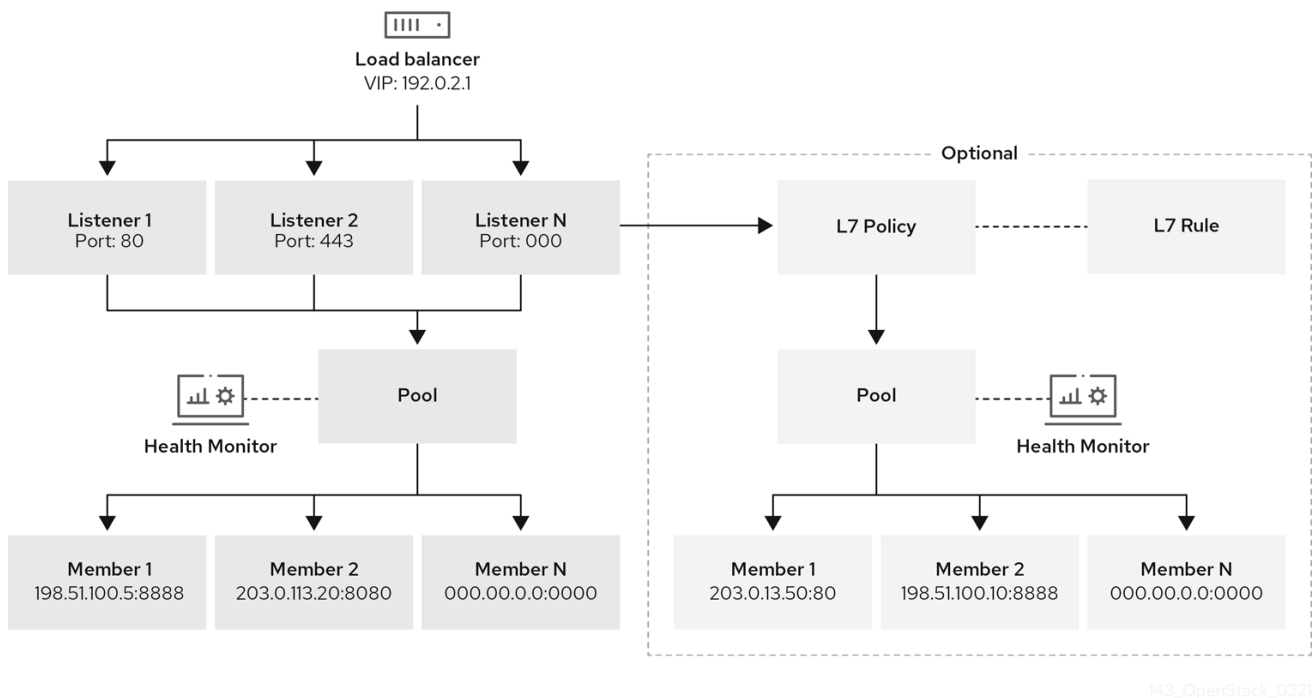 Load balancer
VIP: 192.0.2.1
Optional
Listener 1
Port: 80
Listener 2
Port: 443
Listener N
Port: 000
L7 Policy
L7 Rule
Pool
Health Monitor
Pool
Health Monitor
Member 1
198.51.100.5:8888
Member 2
203.0.113.20:8080
Member N
000.00.0.0:0000
Member 1
203.0.13.50:80
Member 2
198.51.100.10:8888
Member N
000.00.0.0:0000
143_OpenStack_0321